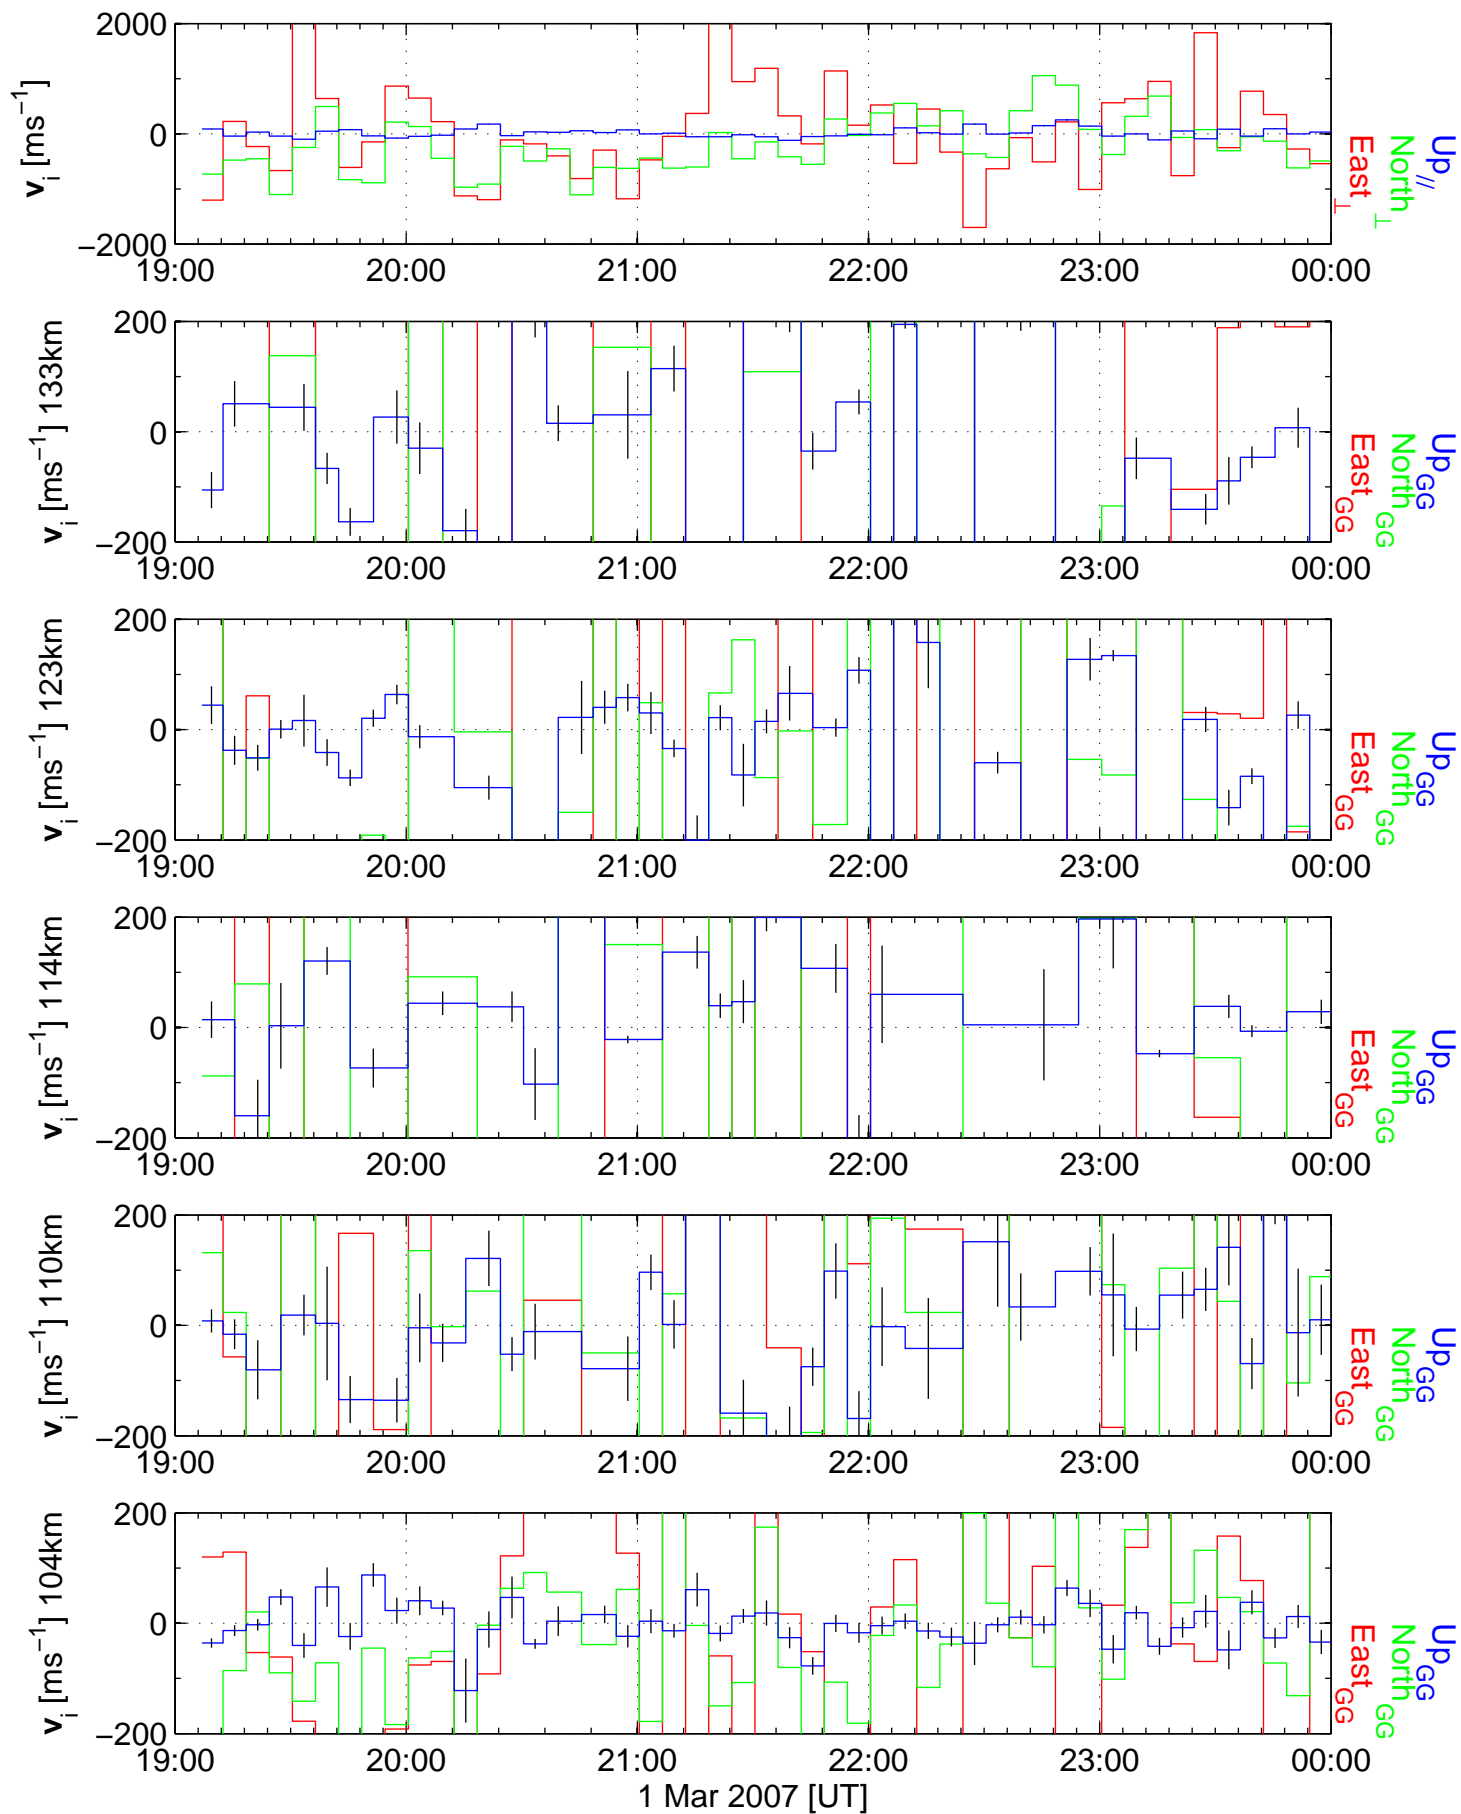 2000
0
−2000
v_i [ms⁻¹]
19:00 20:00 21:00 22:00 23:00 00:00
Up_//
North_⊥
East_⊥
200
0
−200
v_i [ms⁻¹] 133km
19:00 20:00 21:00 22:00 23:00 00:00
Up_GG
North_GG
East_GG
200
0
−200
v_i [ms⁻¹] 123km
19:00 20:00 21:00 22:00 23:00 00:00
Up_GG
North_GG
East_GG
200
0
−200
v_i [ms⁻¹] 114km
19:00 20:00 21:00 22:00 23:00 00:00
Up_GG
North_GG
East_GG
200
0
−200
v_i [ms⁻¹] 110km
19:00 20:00 21:00 22:00 23:00 00:00
Up_GG
North_GG
East_GG
200
0
−200
v_i [ms⁻¹] 104km
19:00 20:00 21:00 22:00 23:00 00:00
Up_GG
North_GG
East_GG
1 Mar 2007 [UT]